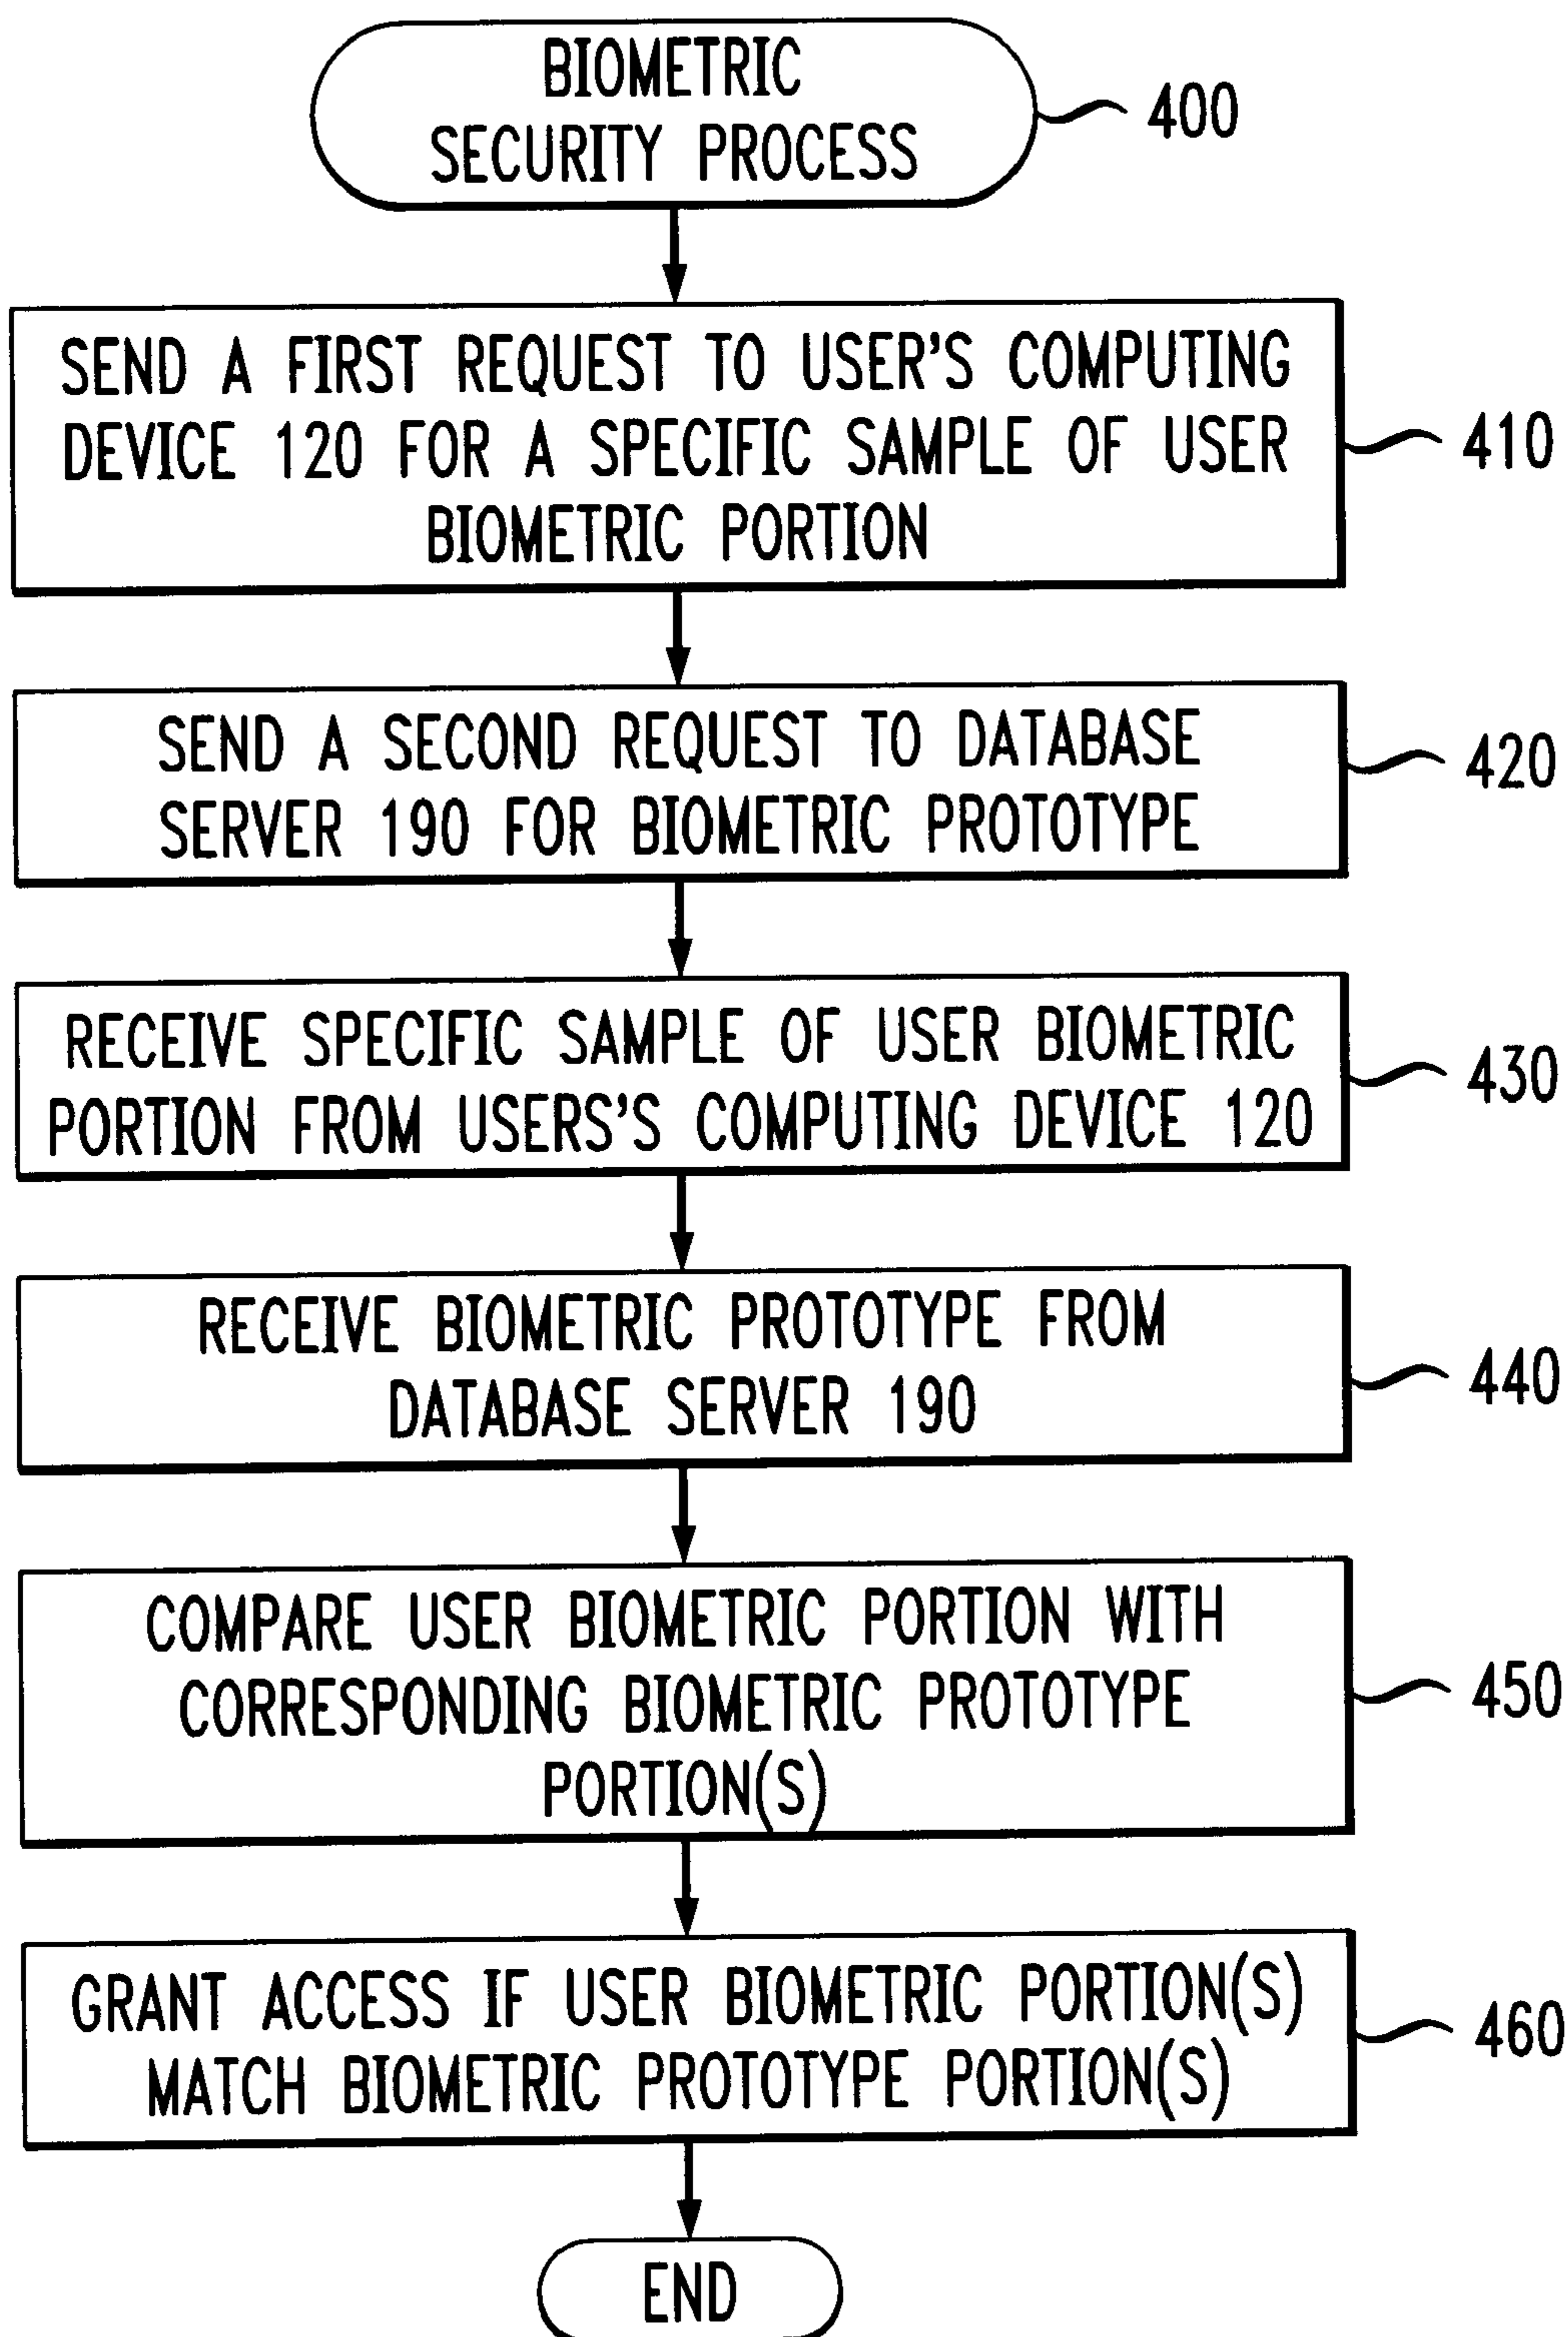 BIOMETRIC
SECURITY PROCESS
400
SEND A FIRST REQUEST TO USER'S COMPUTING
DEVICE 120 FOR A SPECIFIC SAMPLE OF USER
BIOMETRIC PORTION
410
SEND A SECOND REQUEST TO DATABASE
SERVER 190 FOR BIOMETRIC PROTOTYPE
420
RECEIVE SPECIFIC SAMPLE OF USER BIOMETRIC
PORTION FROM USERS'S COMPUTING DEVICE 120
430
RECEIVE BIOMETRIC PROTOTYPE FROM
DATABASE SERVER 190
440
COMPARE USER BIOMETRIC PORTION WITH
CORRESPONDING BIOMETRIC PROTOTYPE
PORTION(S)
450
GRANT ACCESS IF USER BIOMETRIC PORTION(S)
MATCH BIOMETRIC PROTOTYPE PORTION(S)
460
END